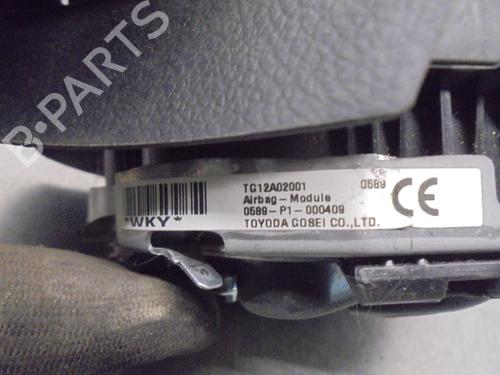 B-PARTS
TG12A02001 0589
Airbag-Module
0589-P1-000409
TOYODA GOSEI CO.,LTD.
CE
*WKY*